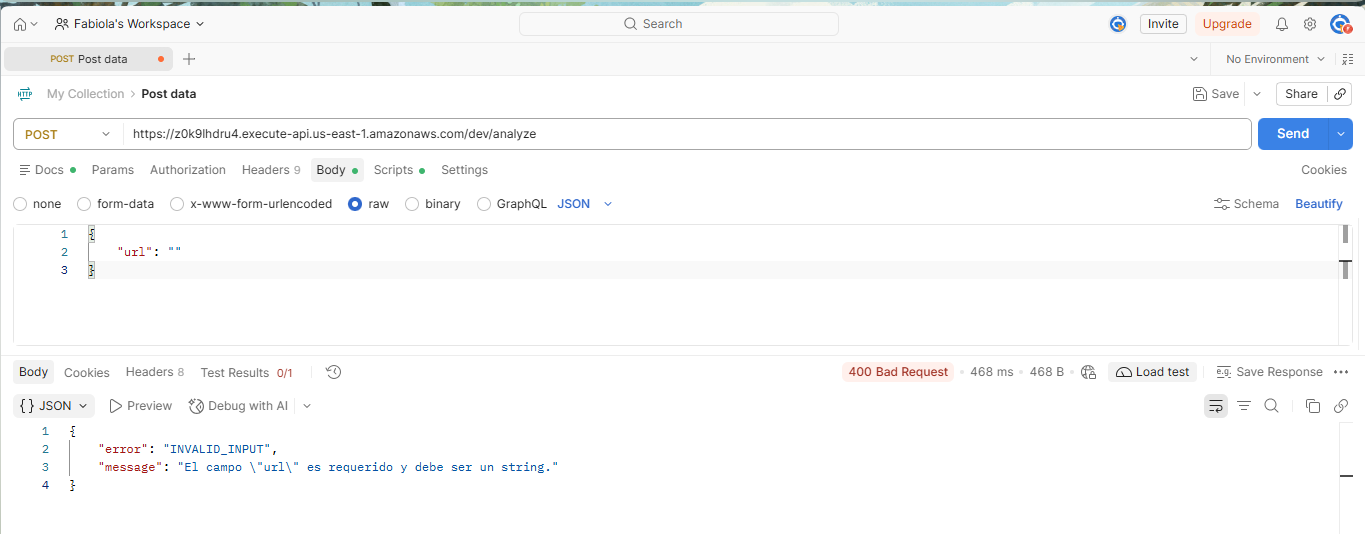 Fabiola's Workspace
Search
Invite
Upgrade
POST Post data
No Environment
HTTP My Collection > Post data
Save
Share
POST
https://z0k9lhdru4.execute-api.us-east-1.amazonaws.com/dev/analyze
Send
Docs Params Authorization Headers 9 Body Scripts Settings
Cookies
none form-data x-www-form-urlencoded raw binary GraphQL JSON
Schema Beautify
1 {
2 "url": ""
3 }
Body Cookies Headers 8 Test Results 0/1
400 Bad Request • 468 ms • 468 B •
Load test
e.g. Save Response
{} JSON Preview Debug with AI
1 {
2 "error": "INVALID_INPUT",
3 "message": "El campo \"url\" es requerido y debe ser un string."
4 }